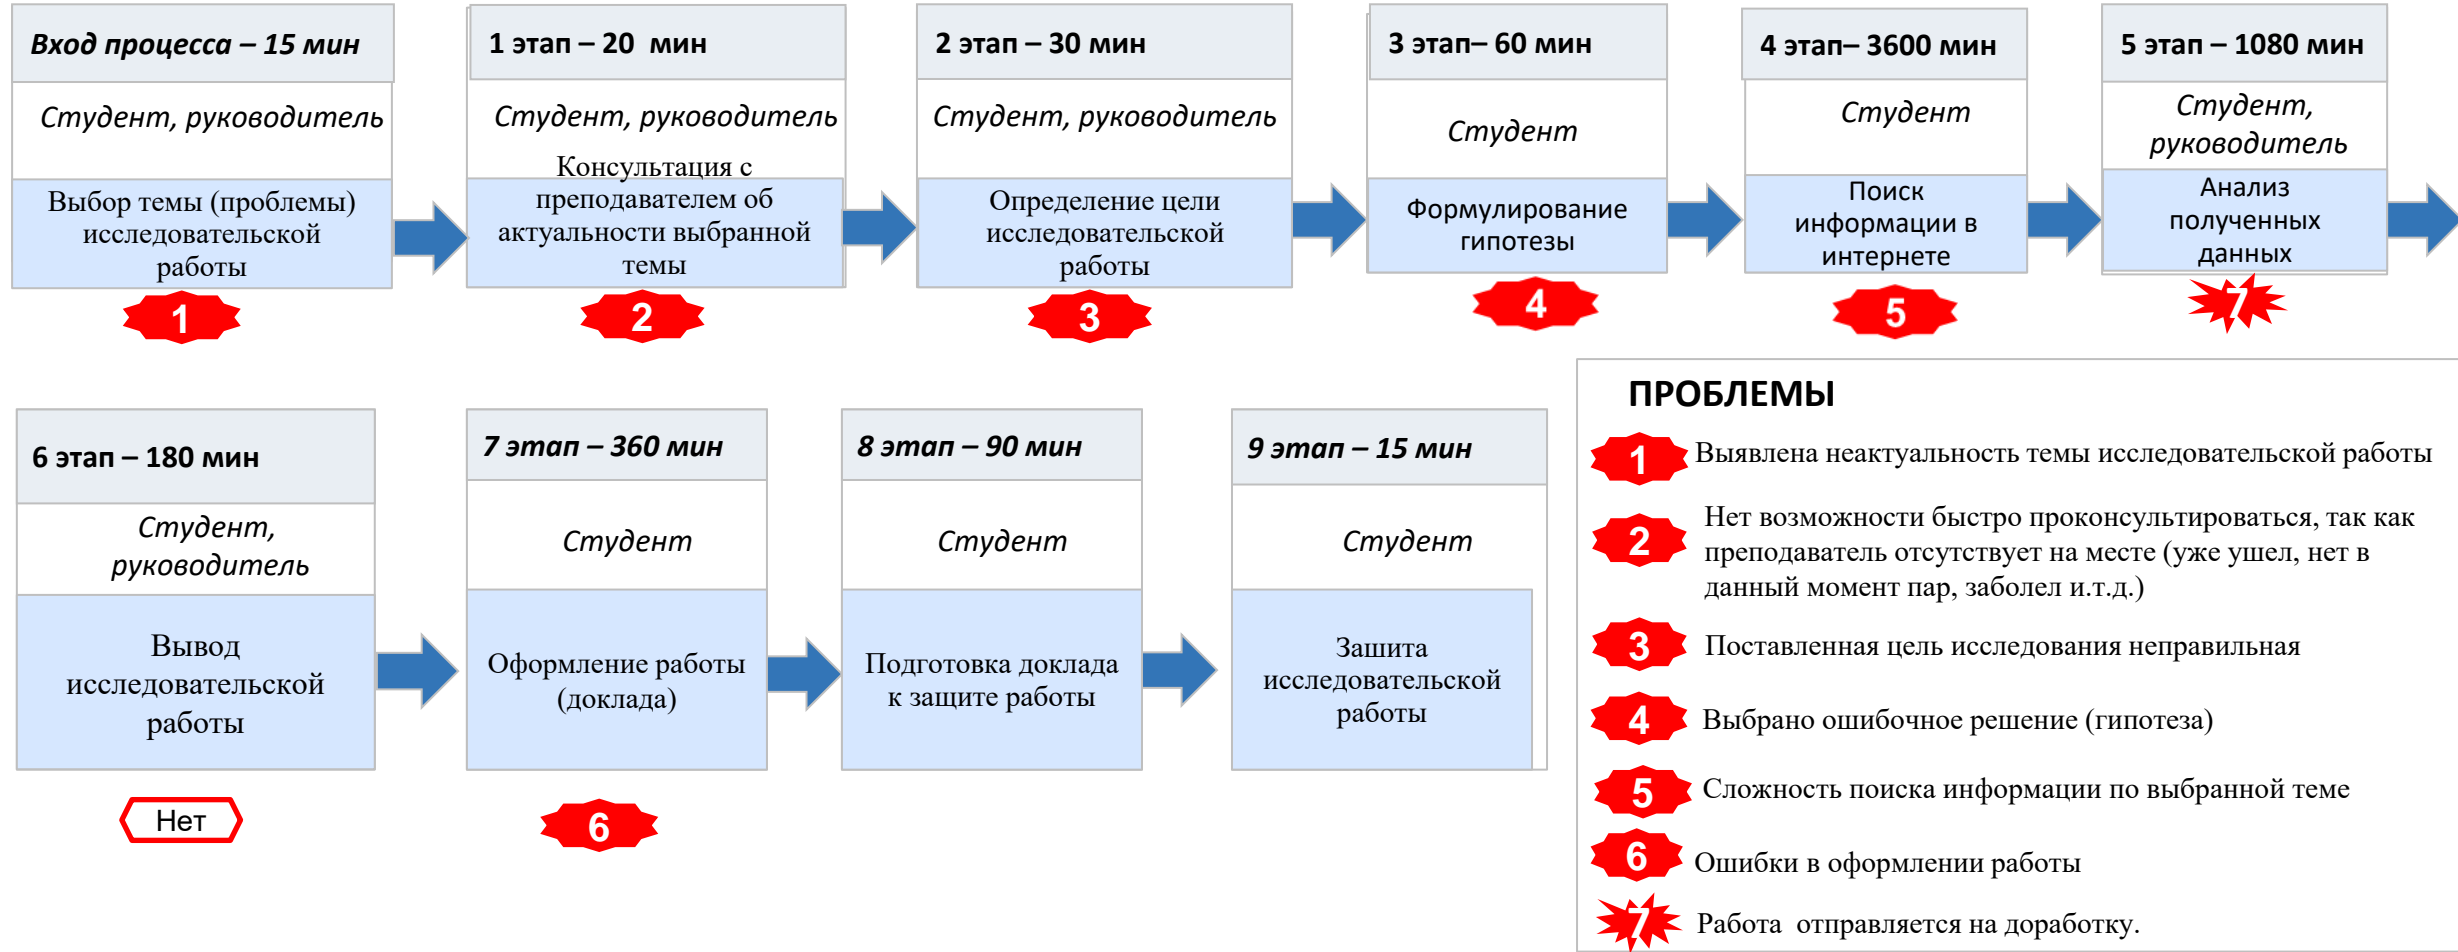 Вход процесса – 15 мин
Студент, руководитель
Выбор темы (проблемы)
исследовательской
работы
1
1 этап – 20 мин
Студент, руководитель
Консультация с
преподавателем об
актуальности выбранной
темы
2
2 этап – 30 мин
Студент, руководитель
Определение цели
исследовательской
работы
3
3 этап– 60 мин
Студент
Формулирование
гипотезы
4
4 этап– 3600 мин
Студент
Поиск
информации в
интернете
5
5 этап – 1080 мин
Студент,
руководитель
Анализ
полученных
данных
7
6 этап – 180 мин
Студент,
руководитель
Вывод
исследовательской
работы
Нет
7 этап – 360 мин
Студент
Оформление работы
(доклада)
6
8 этап – 90 мин
Студент
Подготовка доклада
к защите работы
9 этап – 15 мин
Студент
Зашита
исследовательской
работы
ПРОБЛЕМЫ
1 Выявлена неактуальность темы исследовательской работы
2 Нет возможности быстро проконсультироваться, так как
преподаватель отсутствует на месте (уже ушел, нет в
данный момент пар, заболел и.т.д.)
3 Поставленная цель исследования неправильная
4 Выбрано ошибочное решение (гипотеза)
5 Сложность поиска информации по выбранной теме
6 Ошибки в оформлении работы
7 Работа отправляется на доработку.